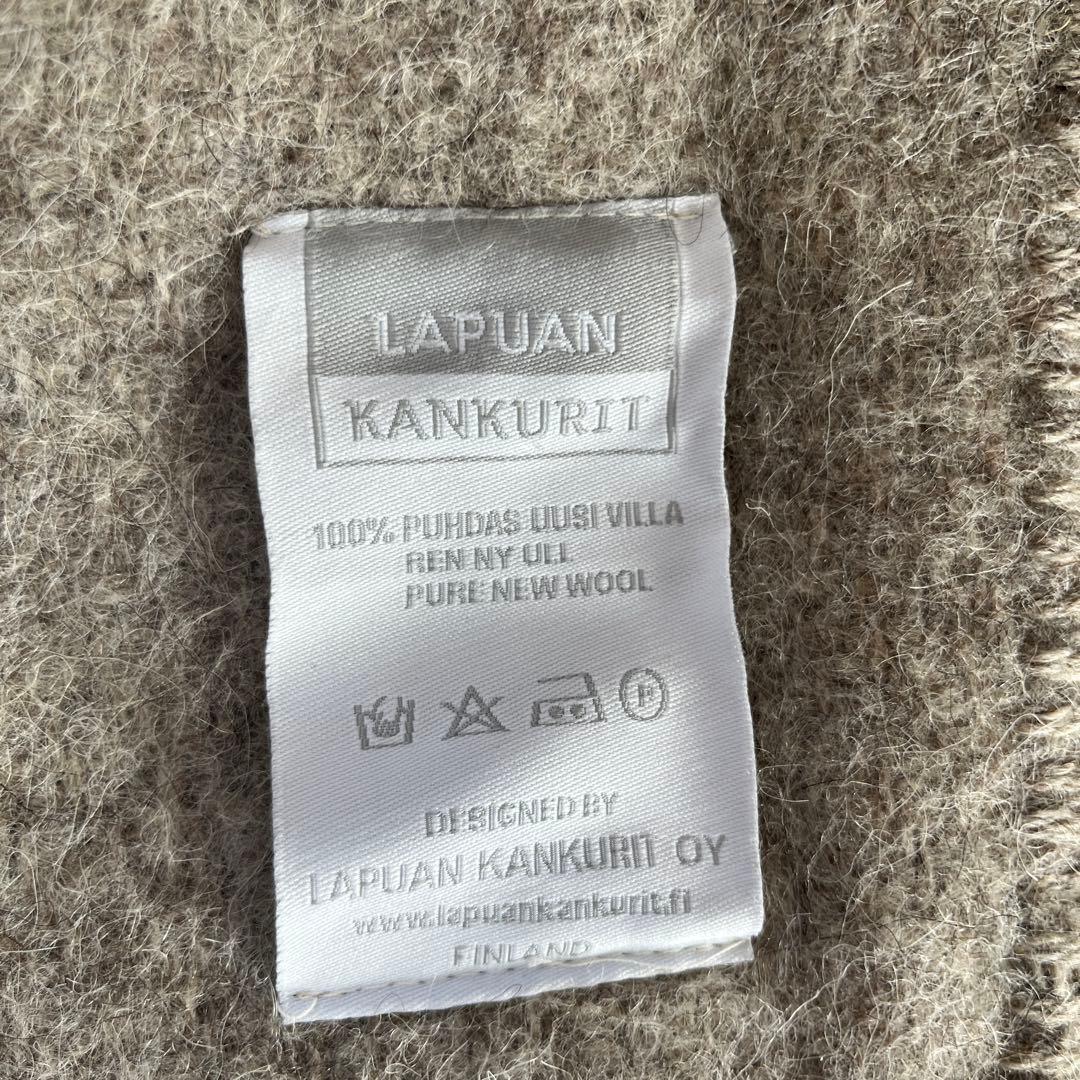 LAPUAN
KANKURIT
100% PUHDAS UUSI VILLA
REN NY ULL
PURE NEW WOOL
P
DESIGNED BY
LAPUAN KANKURIT OY
www.lapuankankurit.fi
FINLAND